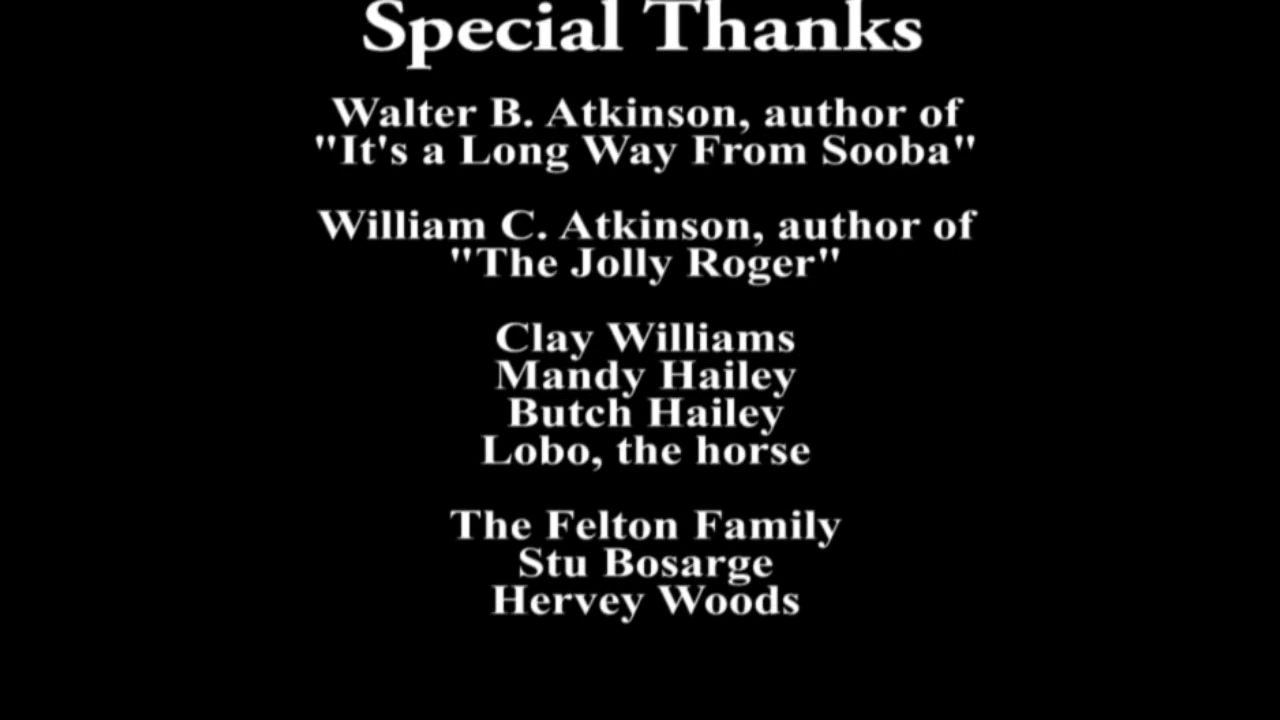 Special Thanks
Walter B. Atkinson, author of
"It's a Long Way From Sooba"
William C. Atkinson, author of
"The Jolly Roger"
Clay Williams
Mandy Hailey
Butch Hailey
Lobo, the horse
The Felton Family
Stu Bosarge
Hervey Woods